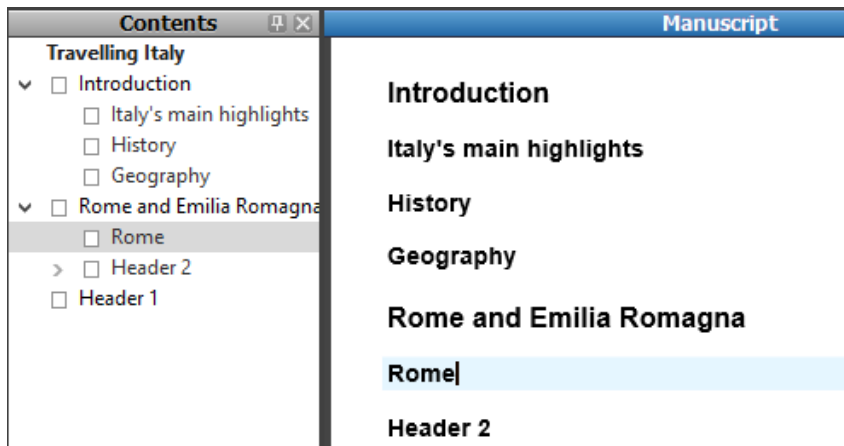 Contents
Travelling Italy
Introduction
Italy's main highlights
History
Geography
Rome and Emilia Romagna
Rome
Header 2
Header 1
Manuscript
Introduction
Italy's main highlights
History
Geography
Rome and Emilia Romagna
Rome
Header 2